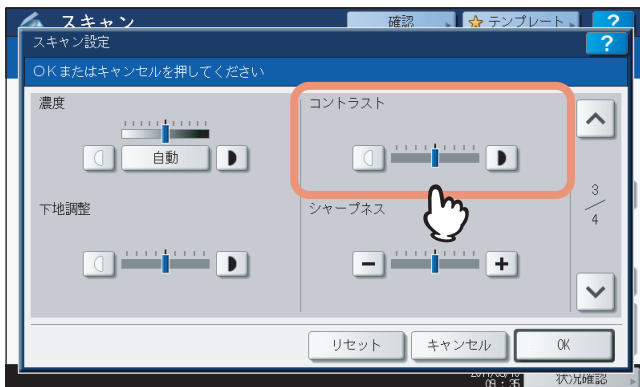 スキャン
確認
テンプレート
?
スキャン設定
?
OKまたはキャンセルを押してください
濃度
自動
コントラスト
下地調整
シャープネス
3
4
リセット
キャンセル
OK
09：35
状況確認